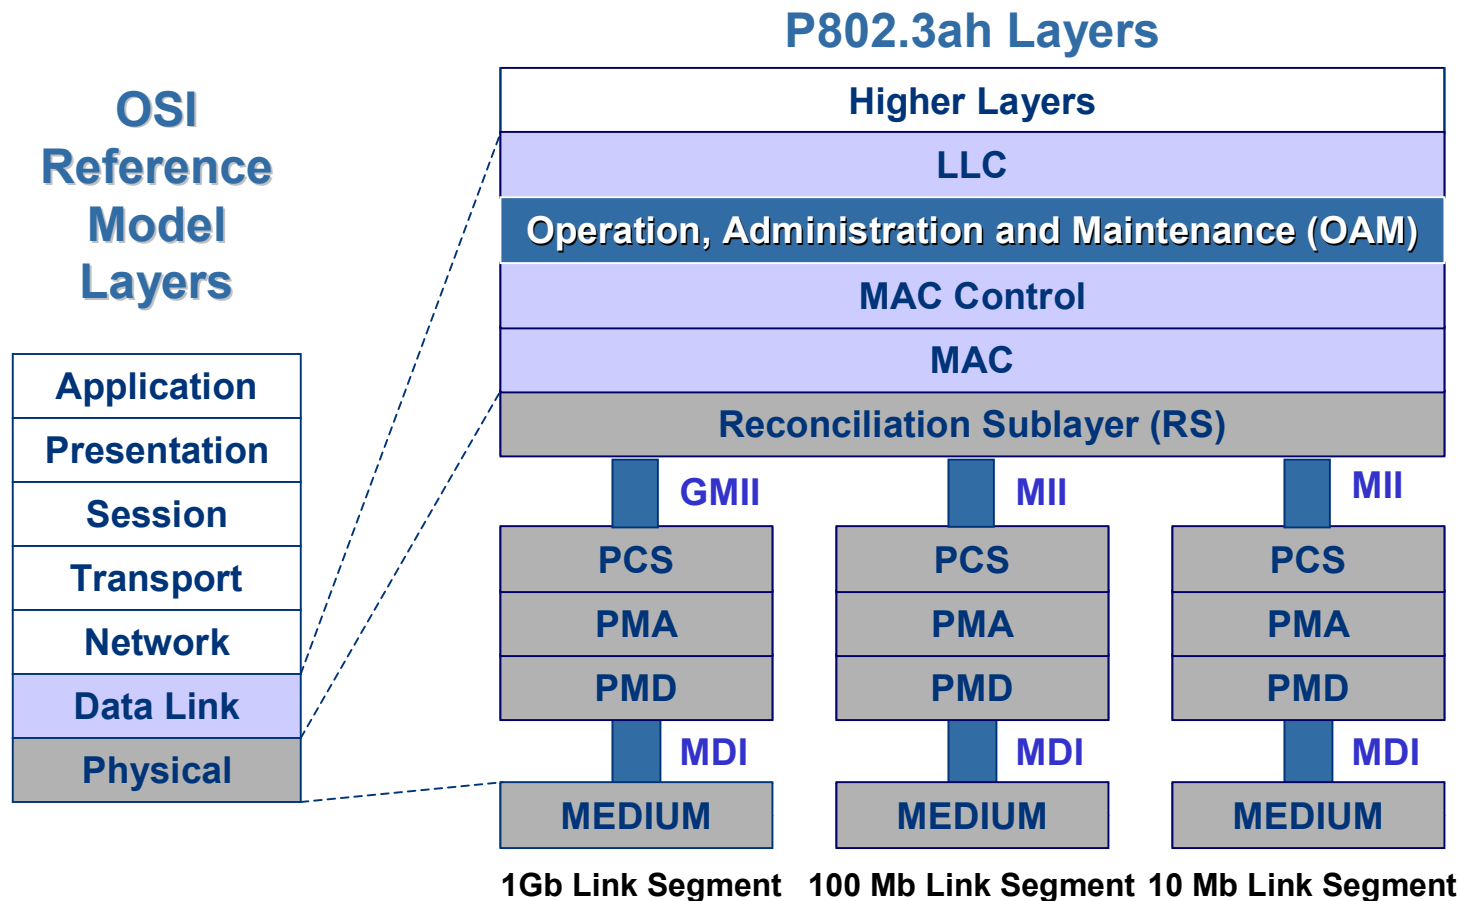 P802.3ah Layers
OSI
Reference
Model
Layers
Application
Presentation
Session
Transport
Network
Data Link
Physical
Higher Layers
LLC
Operation, Administration and Maintenance (OAM)
MAC Control
MAC
Reconciliation Sublayer (RS)
GMII
MII
MII
PCS
PCS
PCS
PMA
PMA
PMA
PMD
PMD
PMD
MDI
MDI
MDI
MEDIUM
MEDIUM
MEDIUM
1Gb Link Segment
100 Mb Link Segment
10 Mb Link Segment